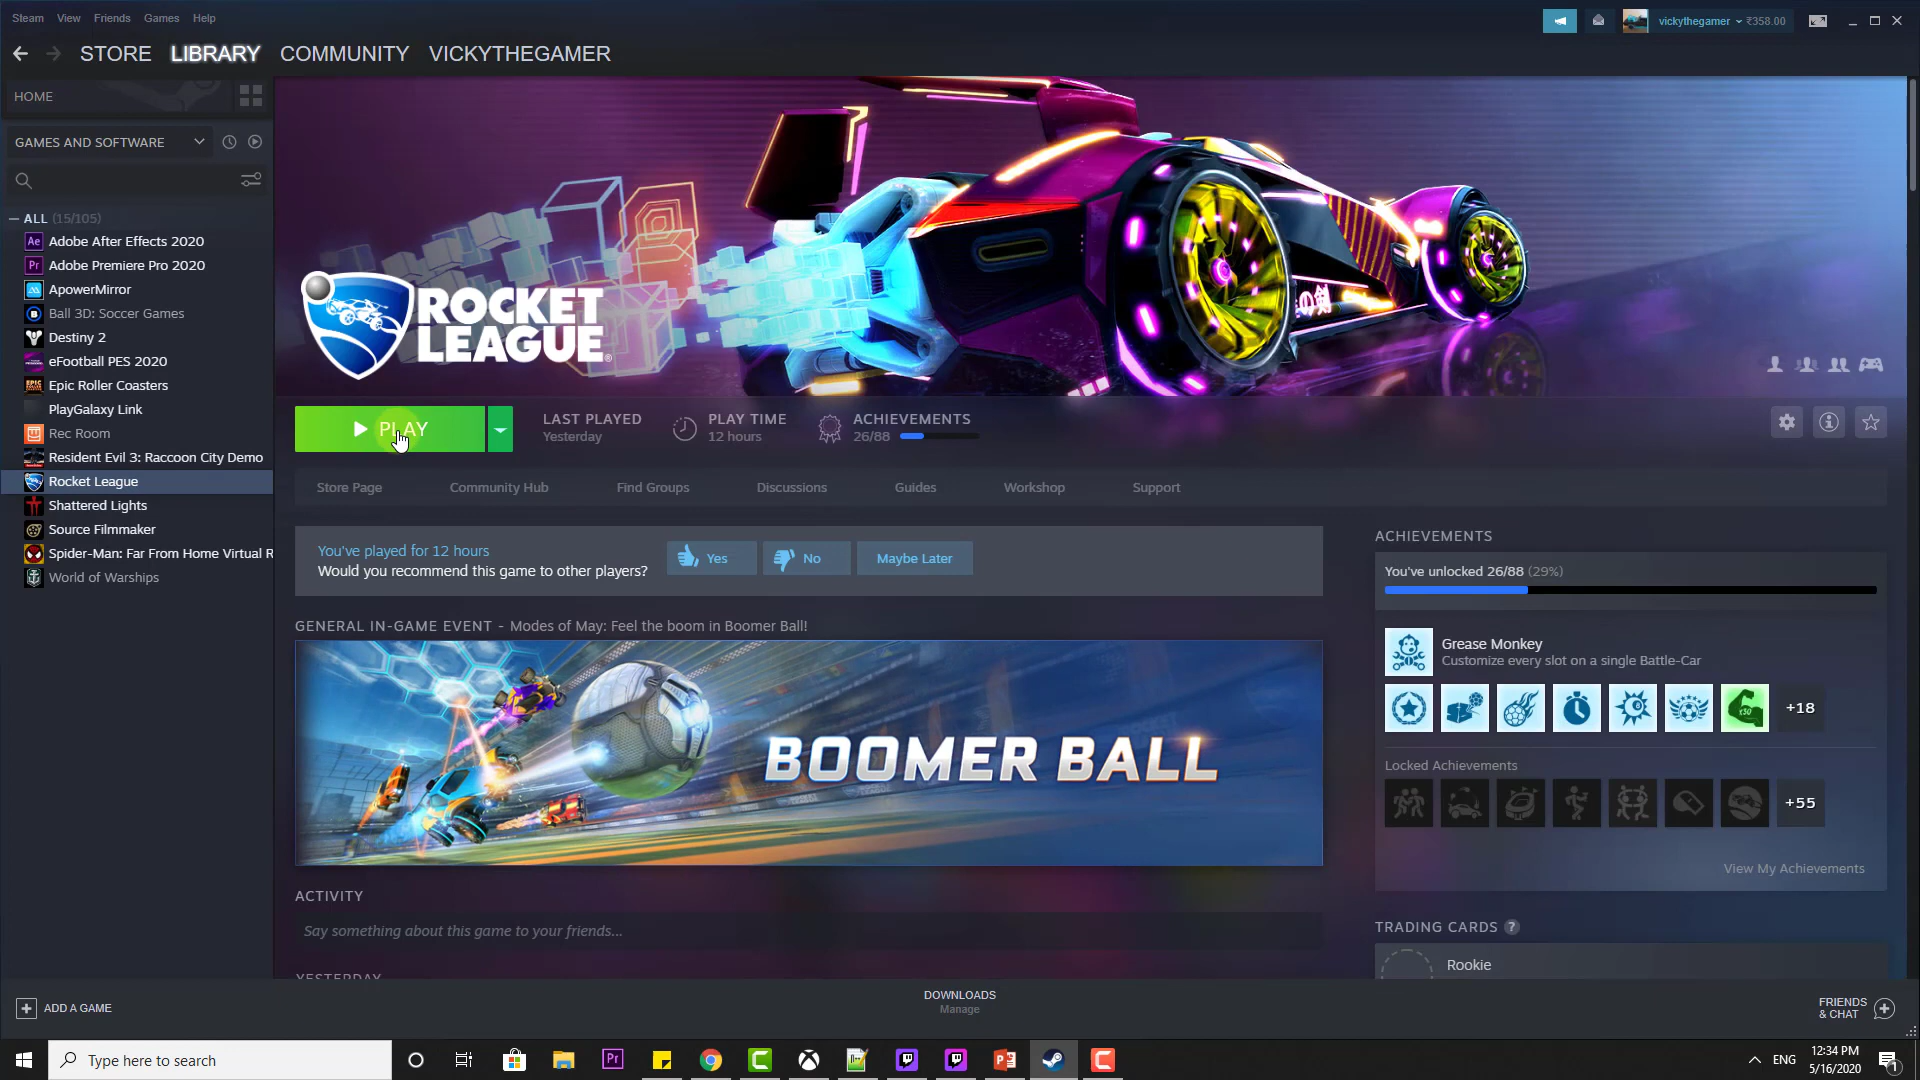 Steam View Friends Games Help
vickythegamer ₹358.00
STORE LIBRARY COMMUNITY VICKYTHEGAMER
HOME
GAMES AND SOFTWARE
— ALL (15/105)
Ae Adobe After Effects 2020
Pr Adobe Premiere Pro 2020
ApowerMirror
Ball 3D: Soccer Games
Destiny 2
eFootball PES 2020
EPIC Epic Roller Coasters
PlayGalaxy Link
Rec Room
Resident Evil 3: Raccoon City Demo
Rocket League
Shattered Lights
Source Filmmaker
Spider-Man: Far From Home Virtual R
World of Warships
ROCKET
LEAGUE®
PLAY
LAST PLAYED
Yesterday
PLAY TIME
12 hours
ACHIEVEMENTS
26/88
Store Page Community Hub Find Groups Discussions Guides Workshop Support
You've played for 12 hours
Would you recommend this game to other players?
Yes No Maybe Later
GENERAL IN-GAME EVENT - Modes of May: Feel the boom in Boomer Ball!
BOOMER BALL
ACTIVITY
Say something about this game to your friends...
YESTERDAY
ACHIEVEMENTS
You've unlocked 26/88 (29%)
Grease Monkey
Customize every slot on a single Battle-Car
x50
+18
Locked Achievements
+55
View My Achievements
TRADING CARDS ?
Rookie
+ ADD A GAME
DOWNLOADS
Manage
FRIENDS
& CHAT +
Type here to search
Pr
ENG
12:34 PM
5/16/2020
1